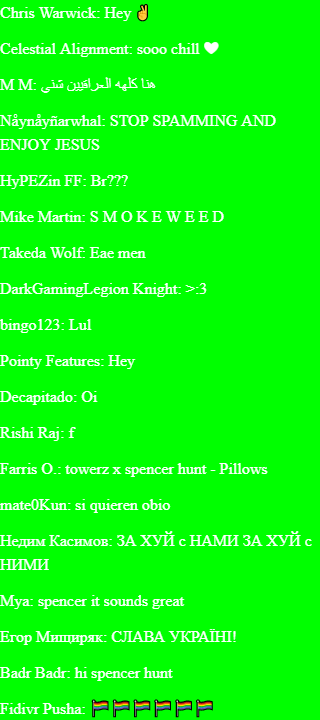 Chris Warwick: Hey ✌
Celestial Alignment: sooo chill 🤍
M M: هنا كلهه العراقيين شنى
Nåynåyñarwhal: STOP SPAMMING AND
ENJOY JESUS
HyPEZin FF: Br???
Mike Martin: S M O K E W E E D
Takeda Wolf: Eae men
DarkGamingLegion Knight: >:3
bingo123: Lul
Pointy Features: Hey
Decapitado: Oi
Rishi Raj: f
Farris O.: towerz x spencer hunt - Pillows
mate0Kun: si quieren obio
Недим Касимов: ЗА ХУЙ с НАМИ ЗА ХУЙ с
НИМИ
Mya: spencer it sounds great
Егор Мищиряк: СЛАВА УКРАЇНІ!
Badr Badr: hi spencer hunt
Fidivr Pusha: 🏳️‍🌈🏳️‍🌈🏳️‍🌈🏳️‍🌈🏳️‍🌈🏳️‍🌈